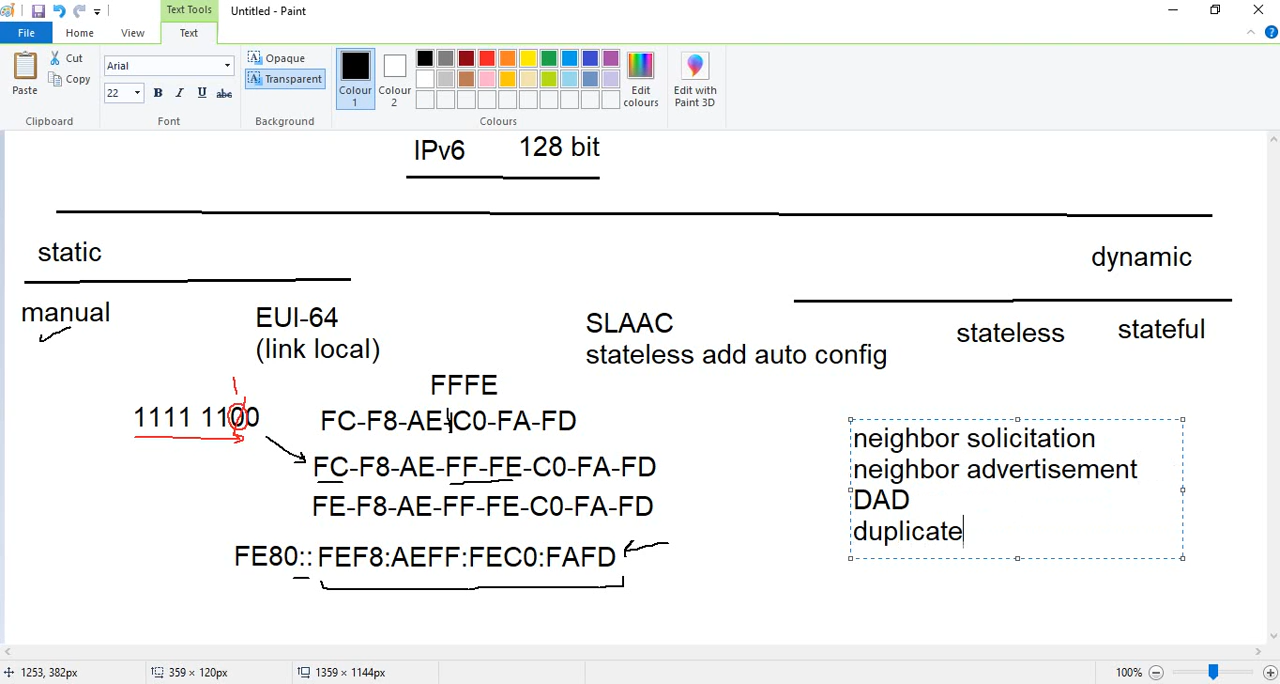 Text Tools
Untitled - Paint
File
Home
View
Text
Paste
Cut
Copy
Clipboard
Arial
22
B I U abc
Font
Opaque
Transparent
Background
Colour 1
Colour 2
Edit colours
Colours
Edit with Paint 3D
IPv6 128 bit
static
dynamic
manual
EUI-64
(link local)
SLAAC
stateless add auto config
stateless
stateful
FFFE
1111 1100
FC-F8-AE-C0-FA-FD
FC-F8-AE-FF-FE-C0-FA-FD
FE-F8-AE-FF-FE-C0-FA-FD
FE80:: FEF8:AEFF:FEC0:FAFD
neighbor solicitation
neighbor advertisement
DAD
duplicate
1253, 382px
359 × 120px
1359 × 1144px
100%